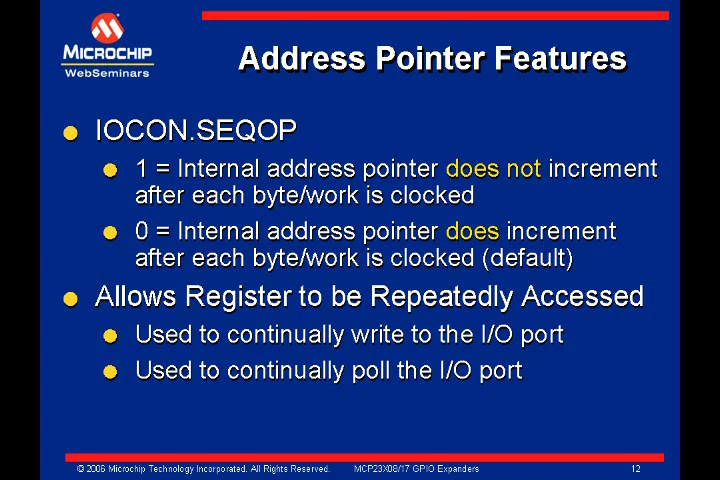 MICROCHIP
WebSeminars
Address Pointer Features
IOCON.SEQOP
1 = Internal address pointer does not increment
after each byte/work is clocked
0 = Internal address pointer does increment
after each byte/work is clocked (default)
Allows Register to be Repeatedly Accessed
Used to continually write to the I/O port
Used to continually poll the I/O port
© 2006 Microchip Technology Incorporated. All Rights Reserved. MCP23X08/17 GPIO Expanders 12